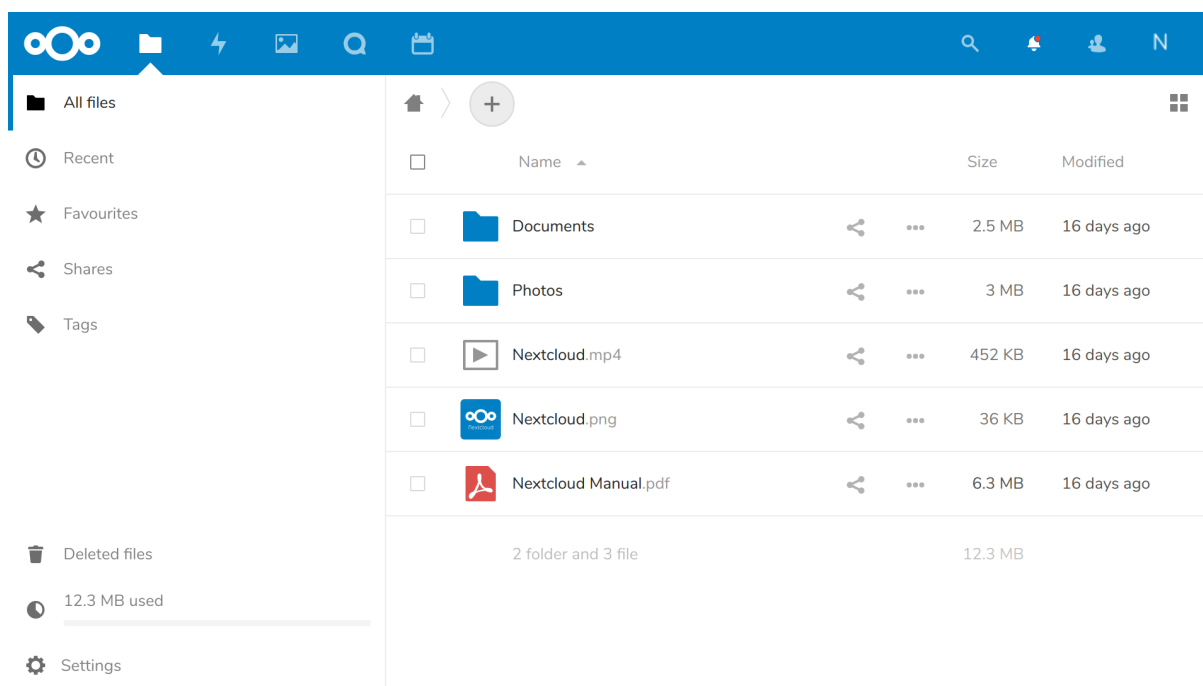 N
All files
Recent
Favourites
Shares
Tags
Deleted files
12.3 MB used
Settings
Name Size Modified
Documents 2.5 MB 16 days ago
Photos 3 MB 16 days ago
Nextcloud.mp4 452 KB 16 days ago
Nextcloud
Nextcloud.png 36 KB 16 days ago
Nextcloud Manual.pdf 6.3 MB 16 days ago
2 folder and 3 file 12.3 MB